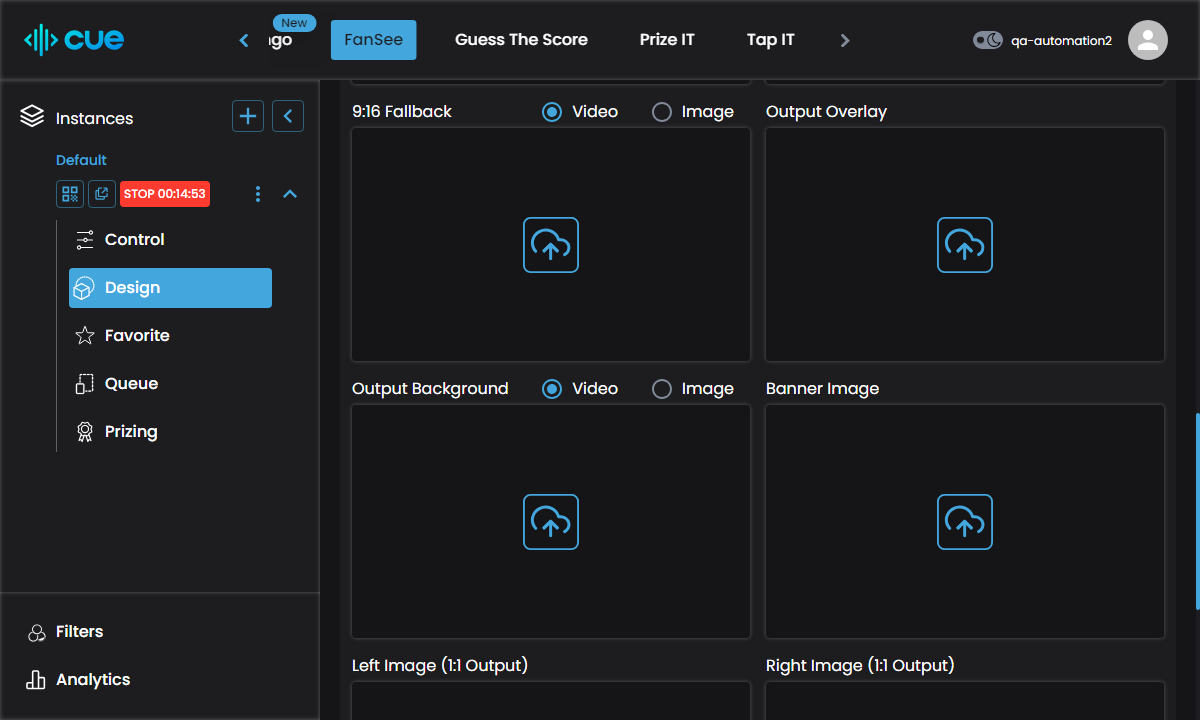 cue
New
FanSee
Guess The Score
Prize IT
Tap IT
qa-automation2
Instances
Default
STOP 00:14:53
Control
Design
Favorite
Queue
Prizing
Filters
Analytics
9:16 Fallback
Video
Image
Output Overlay
Output Background
Video
Image
Banner Image
Left Image (1:1 Output)
Right Image (1:1 Output)